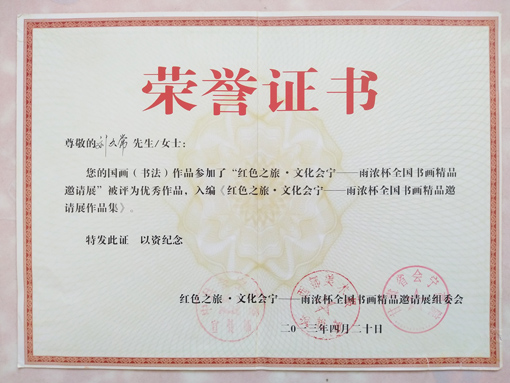 荣誉证书
尊敬的 先生/女士：
您的国画（书法）作品参加了“红色之旅·文化会宁——雨浓杯全国书画精品
邀请展”被评为优秀作品，入编《红色之旅·文化会宁——雨浓杯全国书画精品邀
请展作品集》。
特发此证 以资纪念
红色之旅·文化会宁——雨浓杯全国书画精品邀请展组委会
二〇 三年四月二十日